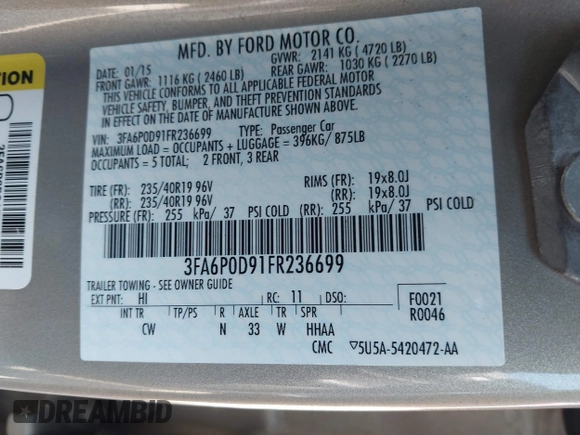 MFD. BY FORD MOTOR CO.
DATE: 01/15 GVWR: 2141 KG (4720 LB)
FRONT GAWR: 1116 KG (2460 LB) REAR GAWR: 1030 KG (2270 LB)
THIS VEHICLE CONFORMS TO ALL APPLICABLE FEDERAL MOTOR
VEHICLE SAFETY, BUMPER, AND THEFT PREVENTION STANDARDS
IN EFFECT ON THE DATE OF MANUFACTURE SHOWN ABOVE.
VIN: 3FA6P0D91FR236699 TYPE: Passenger Car
MAXIMUM LOAD = OCCUPANTS + LUGGAGE = 396KG/ 875LB
OCCUPANTS = 5 TOTAL; 2 FRONT, 3 REAR
TIRE (FR): 235/40R19 96V RIMS (FR): 19x8.0J
(RR): 235/40R19 96V (RR): 19x8.0J
PRESSURE (FR): 255 kPa/ 37 PSI COLD (RR): 255 kPa/ 37 PSI COLD
3FA6P0D91FR236699
TRAILER TOWING - SEE OWNER GUIDE
EXT PNT: HI RC: 11 DSO: F0021
R0046
INT TR TP/PS R AXLE TR SPR
CW N 33 W HHAA
CMC ▽5U5A-5420472-AA
DREAMBID